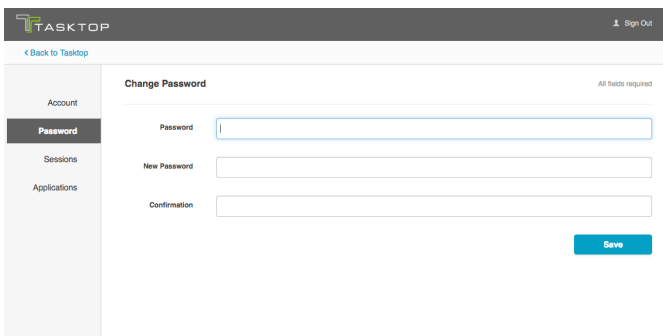 TASKTOP
Sign Out
< Back to Tasktop
Change Password
All fields required
Account
Password
Sessions
Applications
Password
New Password
Confirmation
Save